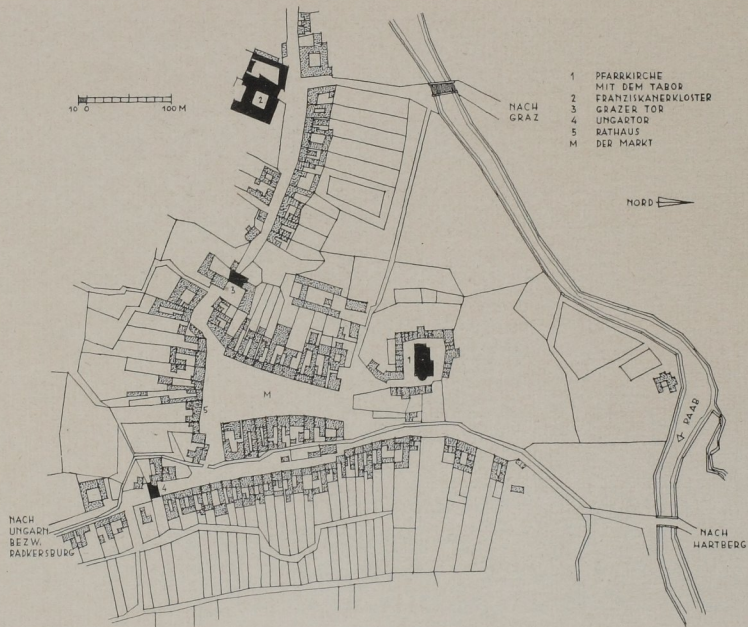 10 0 100 M
1 PFARRKIRCHE
MIT DEM TABOR
2 FRANZISKANERKLOSTER
3 GRAZER TOR
4 UNGARTOR
5 RATHAUS
M DER MARKT
NACH
GRAZ
NORD
2
3
1
M
5
4
RAAB
NACH
UNGARN
BEZW.
RADKERSBURG
NACH
HARTBERG